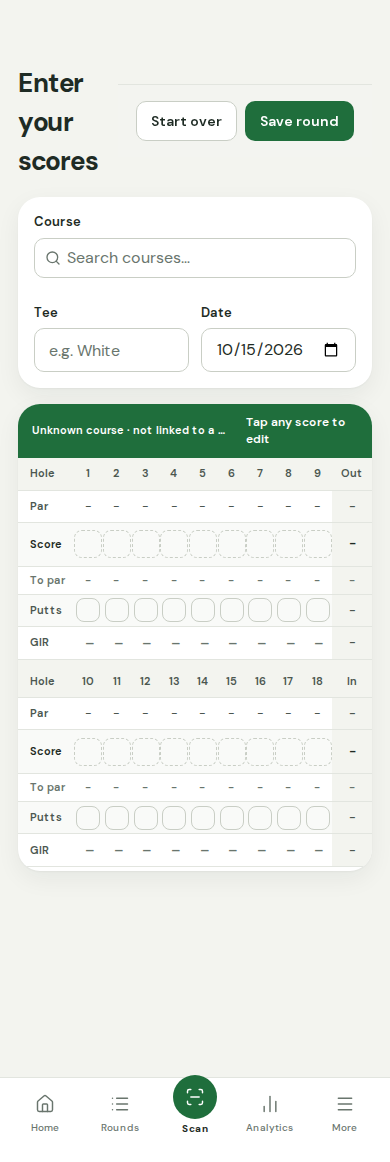 Enter
your
scores
Start over
Save round
Course
Search courses...
Tee
Date
e.g. White
10/15/2026
Unknown course · not linked to a …
Tap any score to
edit
Hole 1 2 3 4 5 6 7 8 9 Out
Par – – – – – – – – – –
Score –
To par – – – – – – – – – –
Putts –
GIR — — — — — — — — — –
Hole 10 11 12 13 14 15 16 17 18 In
Par – – – – – – – – – –
Score –
To par – – – – – – – – – –
Putts –
GIR — — — — — — — — — –
Home
Rounds
Scan
Analytics
More